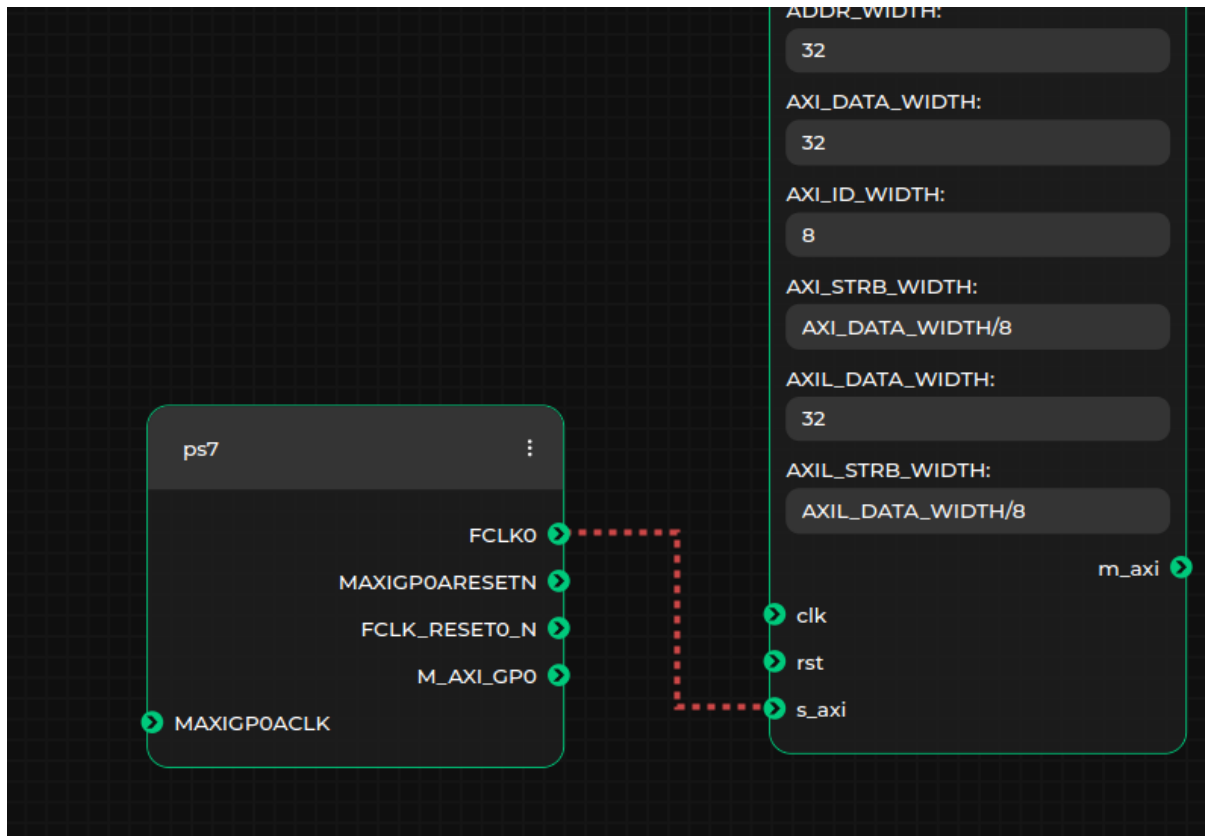 ps7
FCLK0
MAXIGP0ARESETN
FCLK_RESET0_N
M_AXI_GP0
MAXIGP0ACLK
ADDR_WIDTH:
32
AXI_DATA_WIDTH:
32
AXI_ID_WIDTH:
8
AXI_STRB_WIDTH:
AXI_DATA_WIDTH/8
AXIL_DATA_WIDTH:
32
AXIL_STRB_WIDTH:
AXIL_DATA_WIDTH/8
m_axi
clk
rst
s_axi